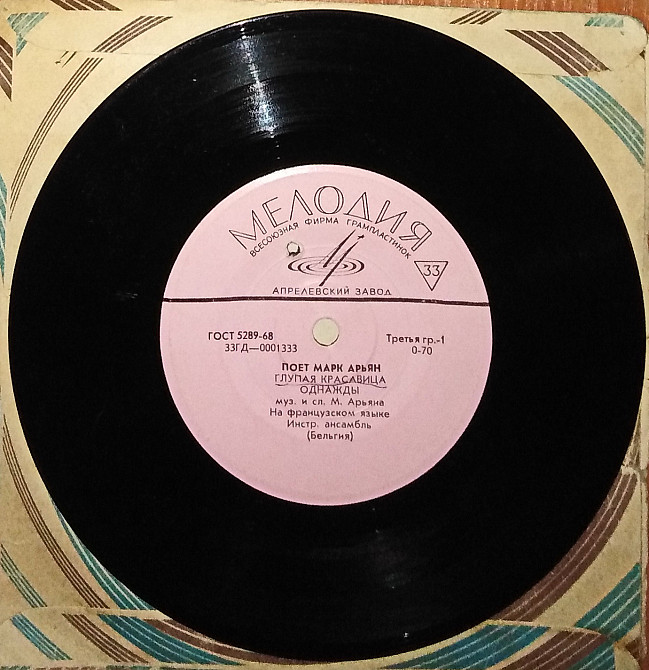 МЕЛОДИЯ
ВСЕСОЮЗНАЯ ФИРМА ГРАМПЛАСТИНОК
33
АПРЕЛЕВСКИЙ ЗАВОД
ГОСТ 5289-68
33ГД—0001333
Третья гр.-1
0-70
ПОЕТ МАРК АРЬЯН
ГЛУПАЯ КРАСАВИЦА
ОДНАЖДЫ
муз. и сл. М. Арьяна
На французском языке
Инстр. ансамбль
(Бельгия)